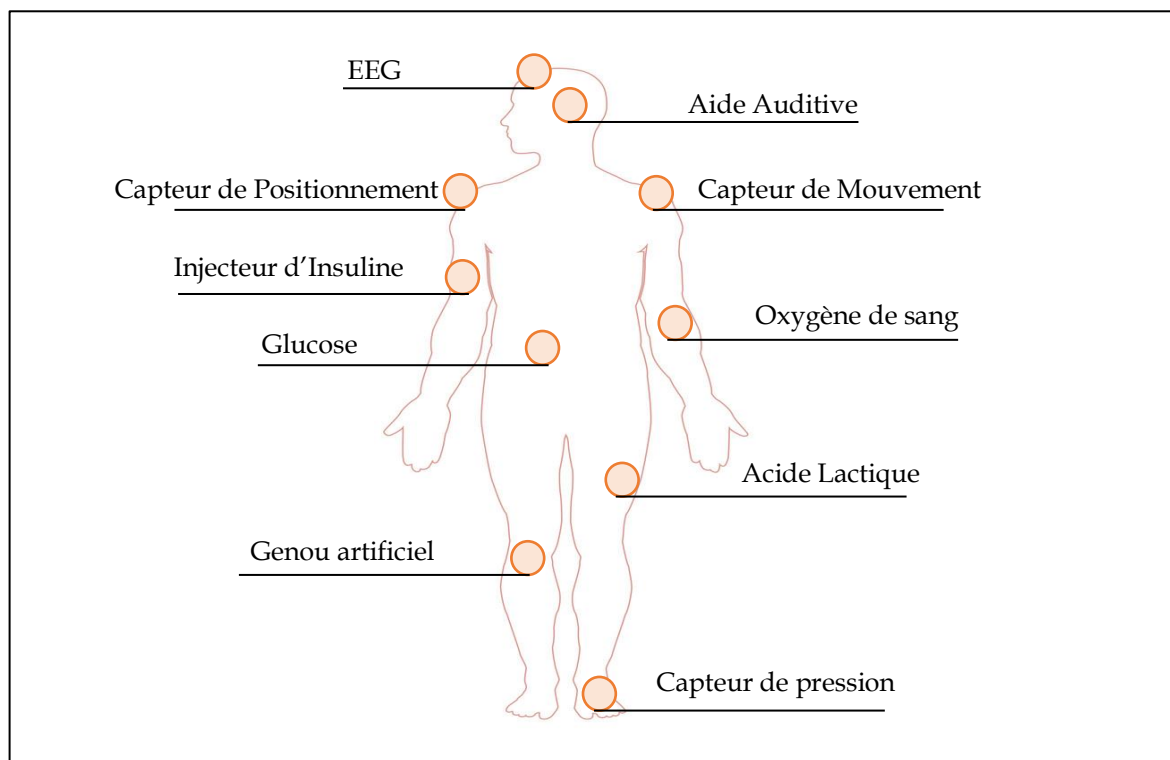 EEG
Aide Auditive
Capteur de Positionnement
Capteur de Mouvement
Injecteur d’Insuline
Oxygène de sang
Glucose
Acide Lactique
Genou artificiel
Capteur de pression